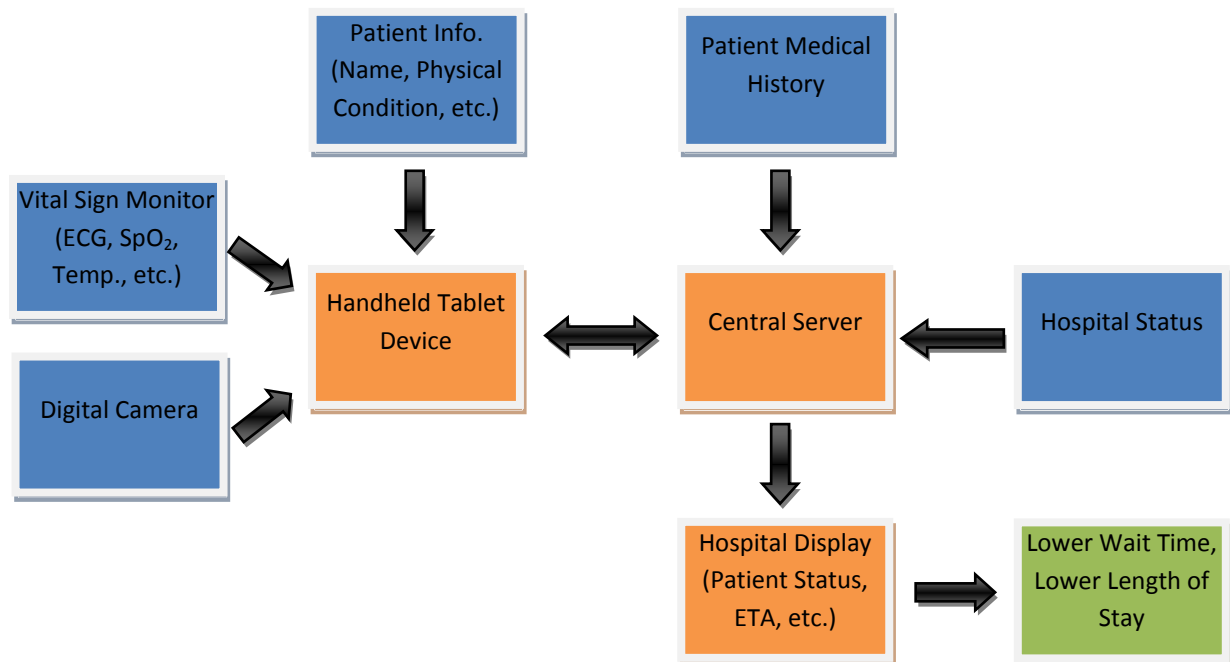 Patient Info.
(Name, Physical
Condition, etc.)
Patient Medical
History
Vital Sign Monitor
(ECG, SpO₂,
Temp., etc.)
Handheld Tablet
Device
Central Server
Hospital Status
Digital Camera
Hospital Display
(Patient Status,
ETA, etc.)
Lower Wait Time,
Lower Length of
Stay